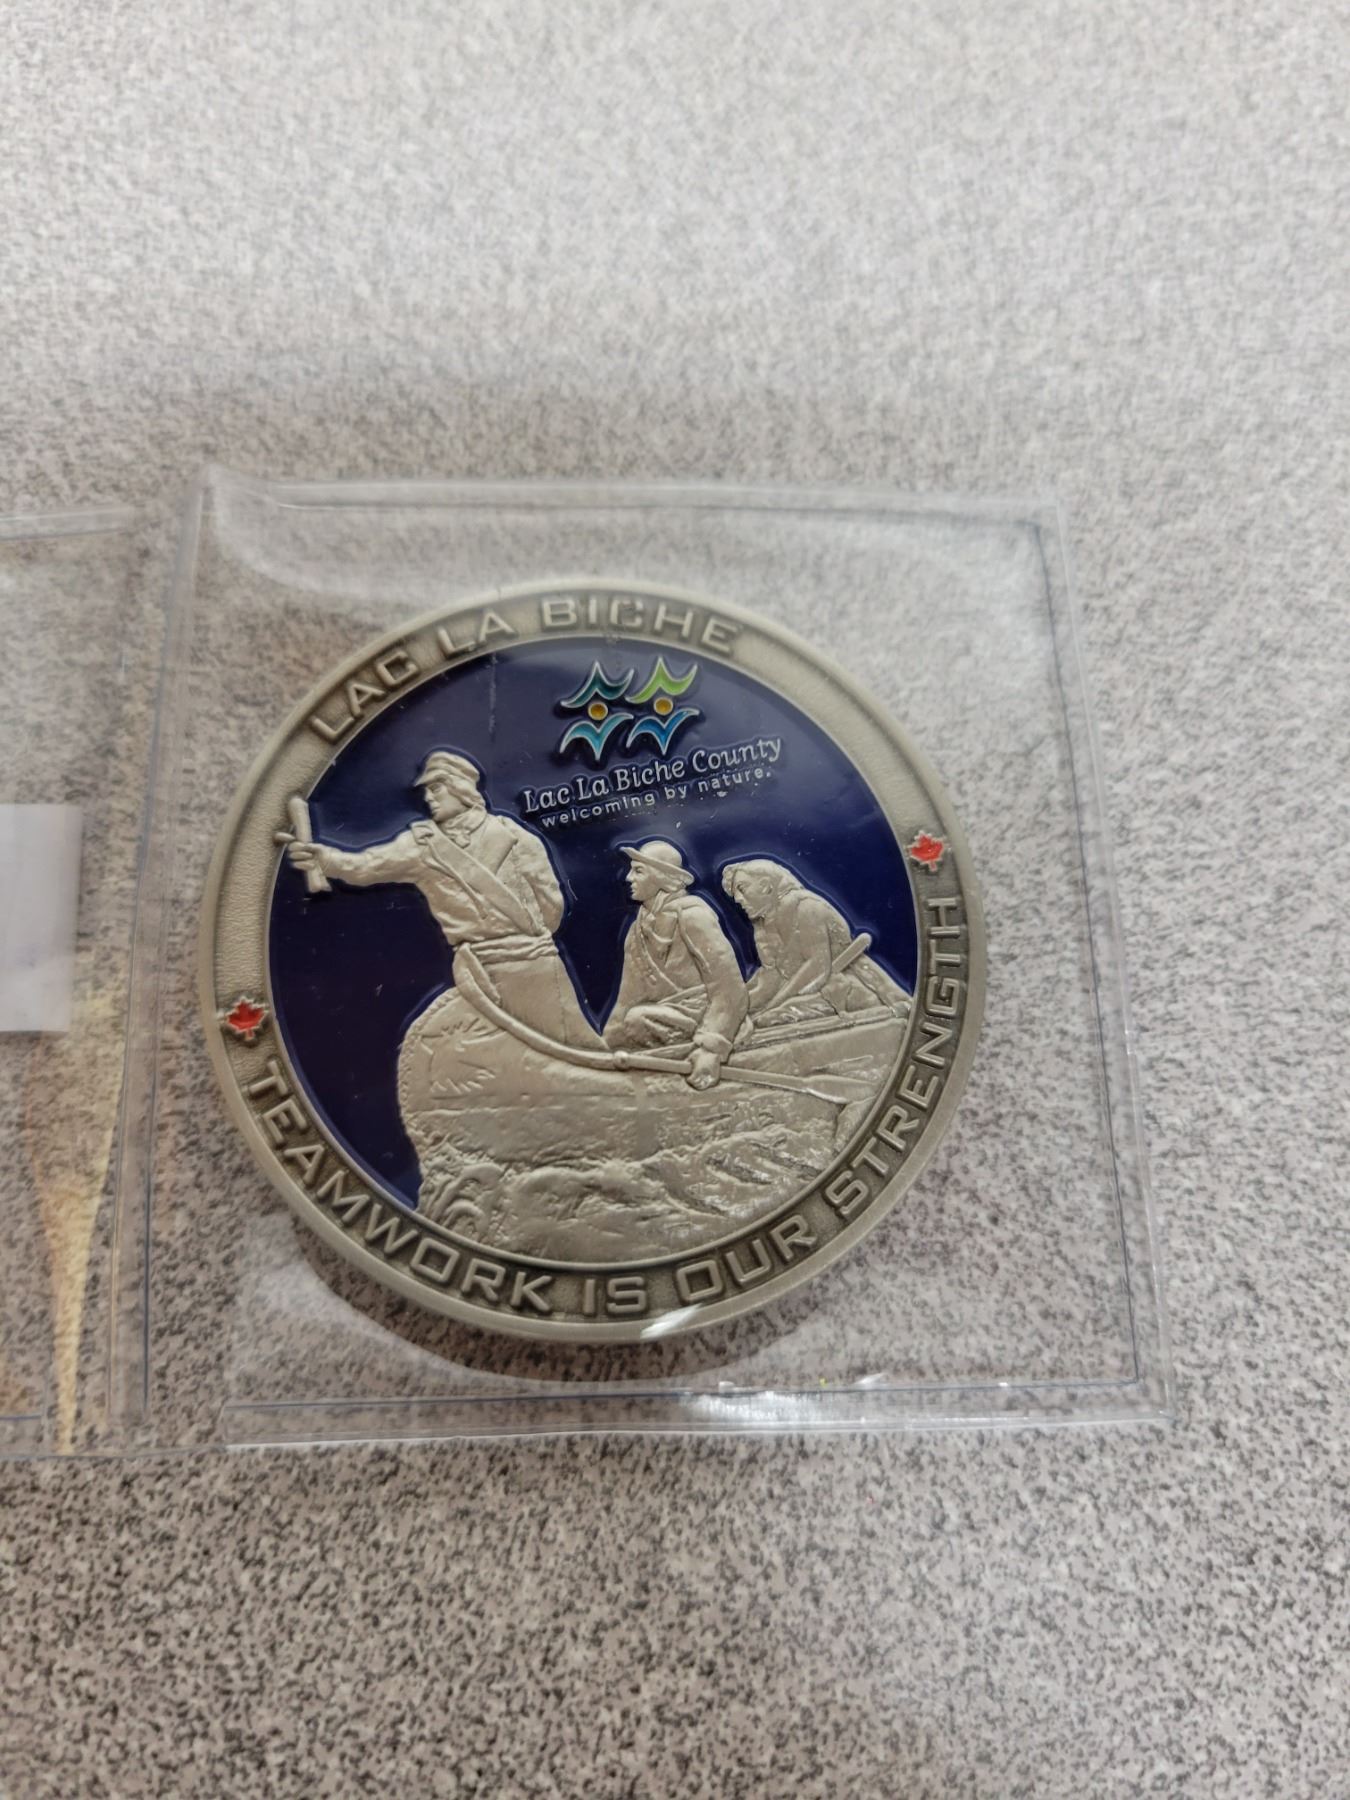 LAC LA BICHE
Lac La Biche County
welcoming by nature.
TEAMWORK IS OUR STRENGTH